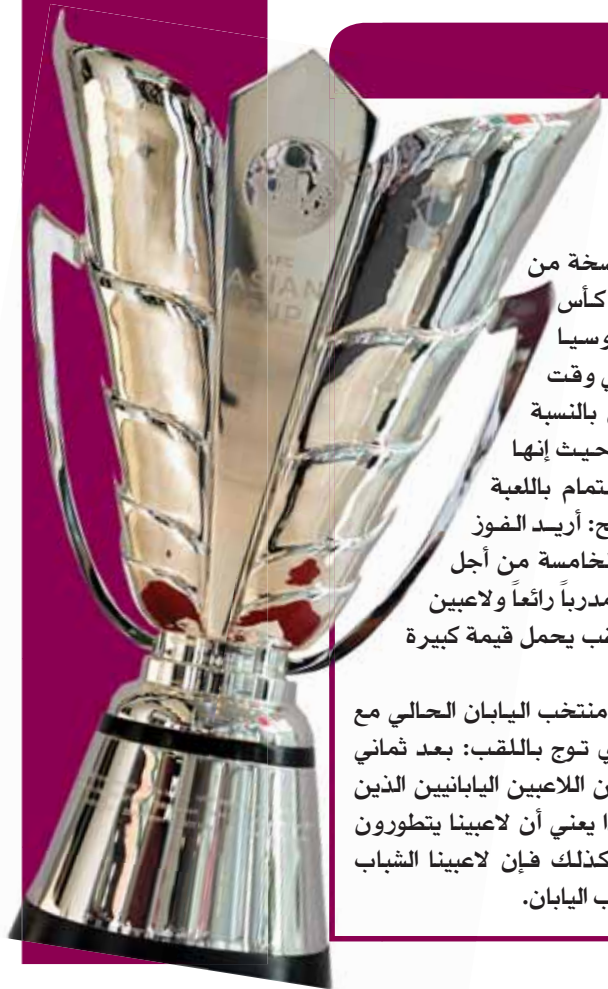 AFC
ASIAN
CUP
سخة من
كأس
وسيا
ي وقت
بالنسبة
حيث إنها
تمام باللعبة
ح: أريد الفوز
لخامسة من أجل
مدرباً رائعاً ولاعبين
قب يحمل قيمة كبيرة
منتخب اليابان الحالي مع
ي توج باللقب: بعد ثماني
ن اللاعبين اليابانيين الذين
ا يعني أن لاعبينا يتطورون
كذلك فإن لاعبينا الشباب
ب اليابان.